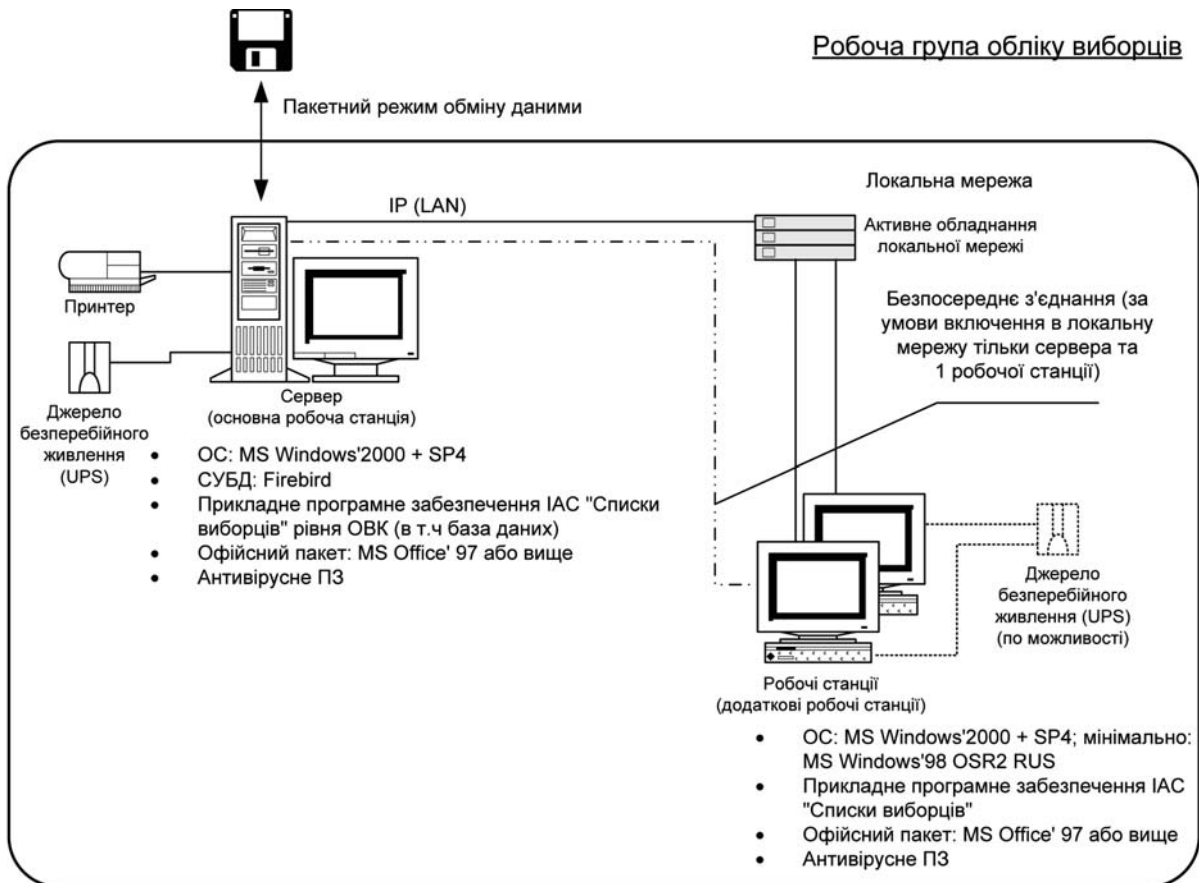 Робоча група обліку виборців
Пакетний режим обміну даними
Локальна мережа
IP (LAN)
Активне обладнання
локальної мережі
Принтер
Безпосереднє з'єднання (за
умови включення в локальну
мережу тільки сервера та
1 робочої станції)
Сервер
(основна робоча станція)
Джерело
безперебійного
живлення
(UPS)
• ОС: MS Windows'2000 + SP4
• СУБД: Firebird
• Прикладне програмне забезпечення ІАС "Списки
виборців" рівня ОВК (в т.ч база даних)
• Офійсний пакет: MS Office' 97 або вище
• Антивірусне ПЗ
Джерело
безперебійного
живлення (UPS)
(по можливості)
Робочі станції
(додаткові робочі станції)
• ОС: MS Windows'2000 + SP4; мінімально:
MS Windows'98 OSR2 RUS
• Прикладне програмне забезпечення ІАС
"Списки виборців"
• Офійсний пакет: MS Office' 97 або вище
• Антивірусне ПЗ